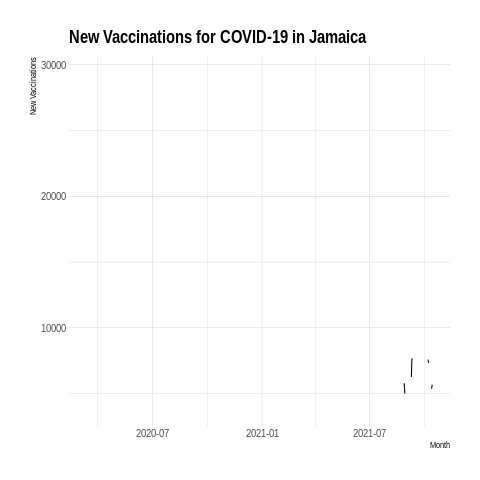 New Vaccinations for COVID-19 in Jamaica
New Vaccinations
30000
20000
10000
2020-07
2021-01
2021-07
Month